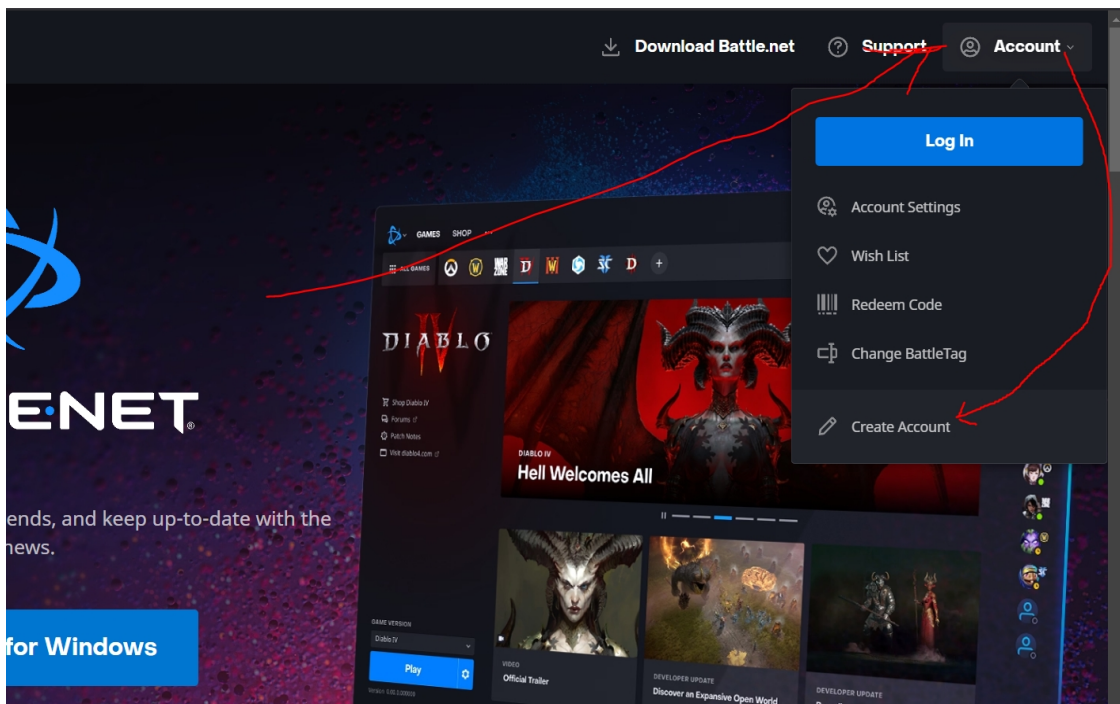 Download Battle.net
Support
Account
Log In
Account Settings
Wish List
Redeem Code
Change BattleTag
Create Account
E.NET
®
ends, and keep up-to-date with the
news.
for Windows
GAMES SHOP
ALL GAMES
WAR
ZONE
DIABLO
IV
Shop Diablo IV
Forums
Patch Notes
Visit diablo4.com
DIABLO IV
Hell Welcomes All
GAME VERSION
Diablo IV
Play
VIDEO
Official Trailer
DEVELOPER UPDATE
Discover an Expansive Open World
DEVELOPER UPDATE